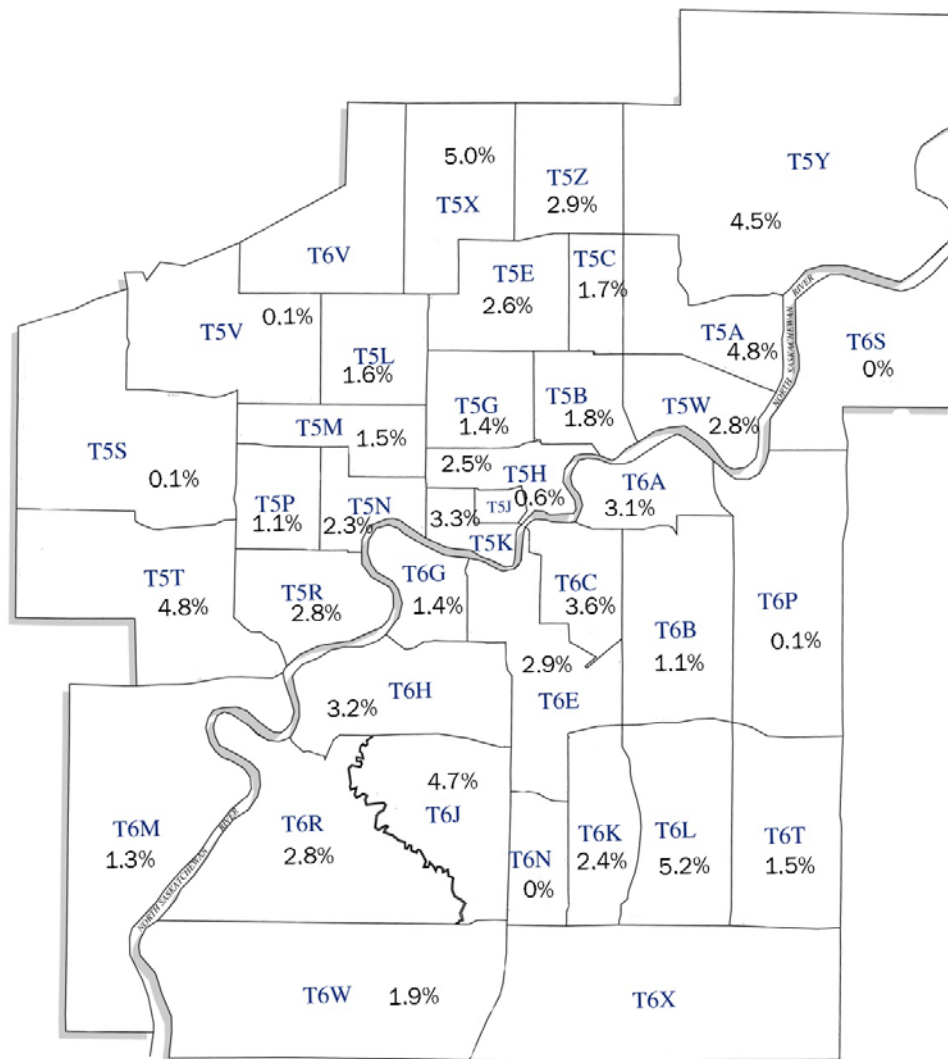 5.0%
T5X
T5Z
2.9%
T5Y
4.5%
T6V
T5E
2.6%
T5C
1.7%
T5V
0.1%
T5L
1.6%
T5A
4.8%
T6S
0%
NORTH SASKACHEWAN RIVER
T5S
0.1%
T5M
1.5%
T5G
1.4%
T5B
1.8%
T5W
2.8%
2.5%
T5H
T6A
3.1%
T5P
1.1%
T5N
2.3%
3.3%
T5J
0.6%
T5K
T5T
4.8%
T5R
2.8%
T6G
1.4%
T6C
3.6%
T6B
1.1%
T6P
0.1%
T6H
3.2%
2.9%
T6E
T6M
1.3%
NORTH SASKATCHEWAN RIVER
T6R
2.8%
4.7%
T6J
T6N
0%
T6K
2.4%
T6L
5.2%
T6T
1.5%
T6W
1.9%
T6X